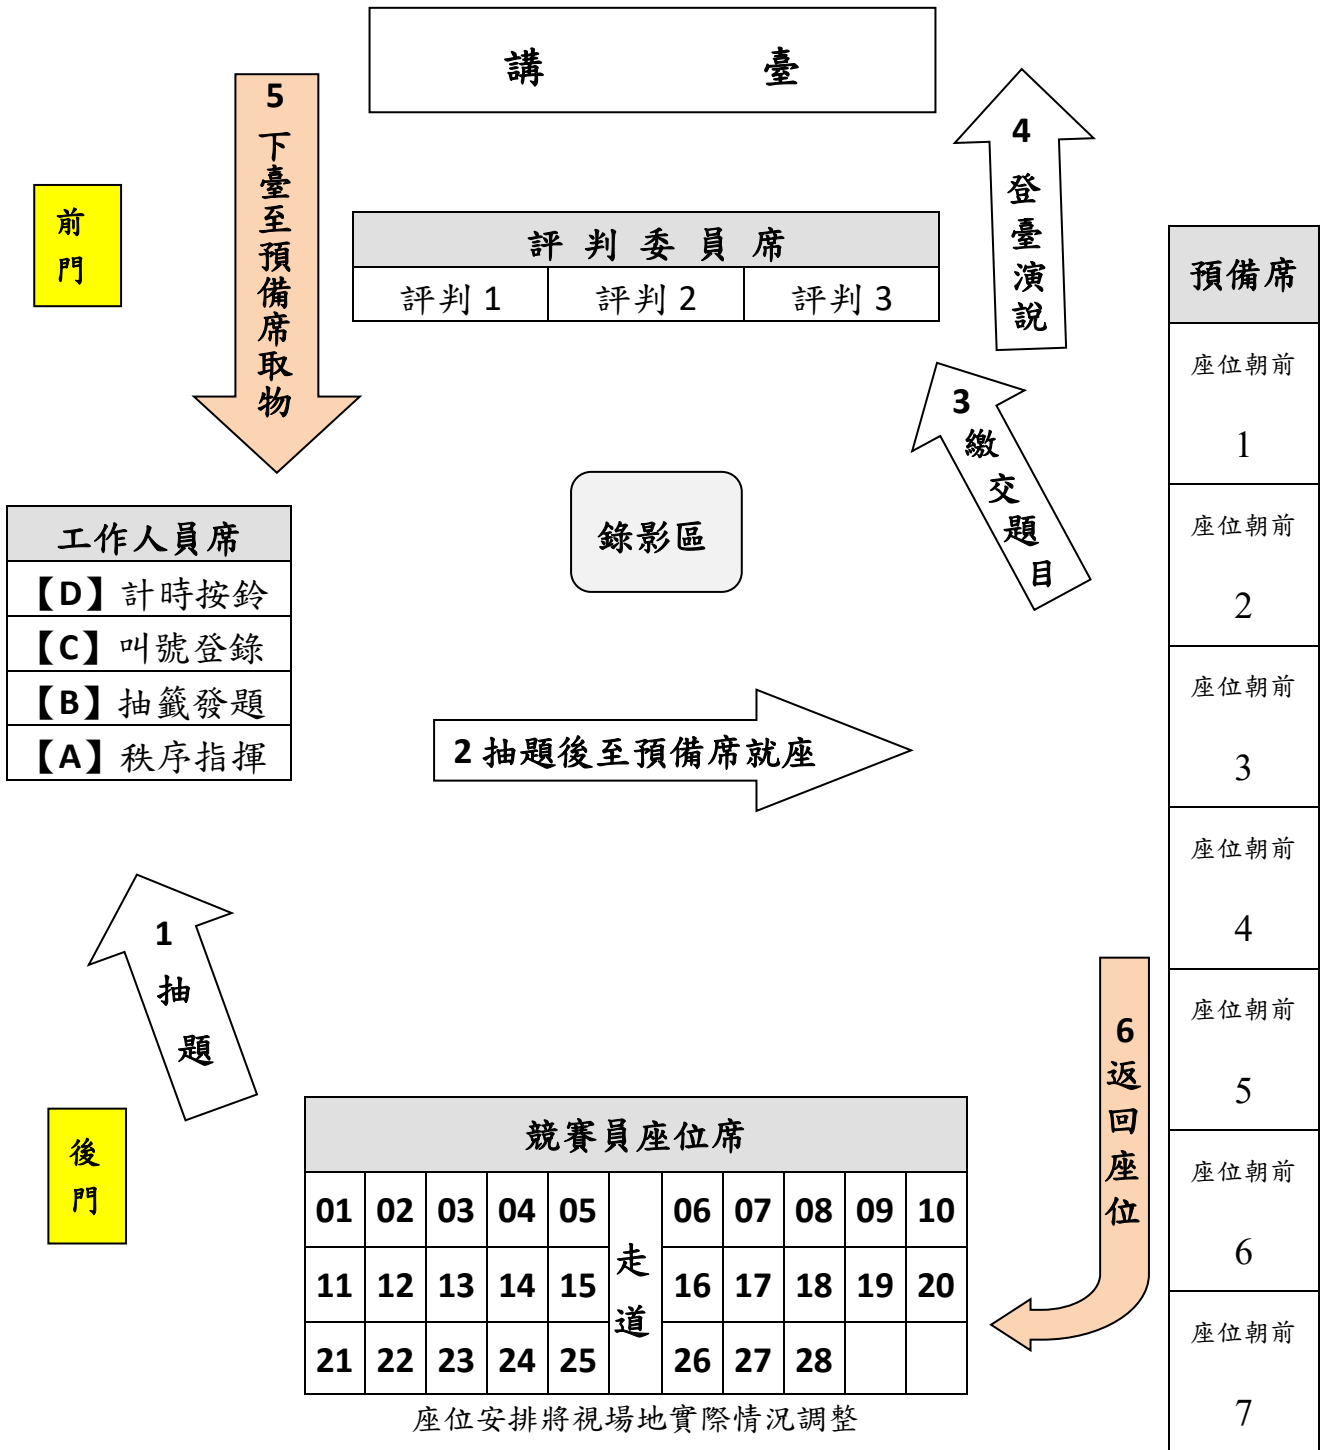 講 臺
5
下臺至預備席取物
4
登臺演說
前門
評判委員席
評判 1 評判 2 評判 3
3
繳交題目
預備席
座位朝前
1
座位朝前
2
座位朝前
3
座位朝前
4
座位朝前
5
座位朝前
6
座位朝前
7
錄影區
工作人員席
【D】計時按鈴
【C】叫號登錄
【B】抽籤發題
【A】秩序指揮
2 抽題後至預備席就座
1
抽題
6
返回座位
後門
競賽員座位席
01 02 03 04 05 06 07 08 09 10
11 12 13 14 15 16 17 18 19 20
21 22 23 24 25 26 27 28
走道
座位安排將視場地實際情況調整